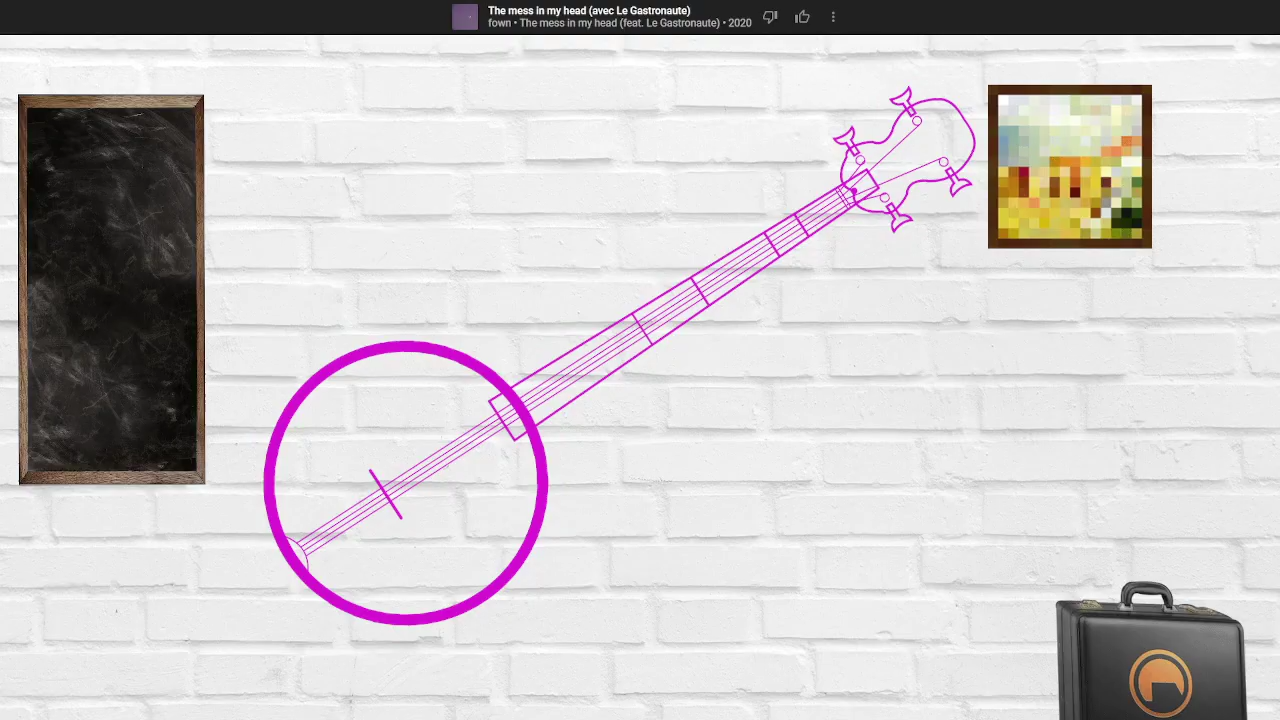 The mess in my head (avec Le Gastronaute)
fown • The mess in my head (feat. Le Gastronaute) • 2020